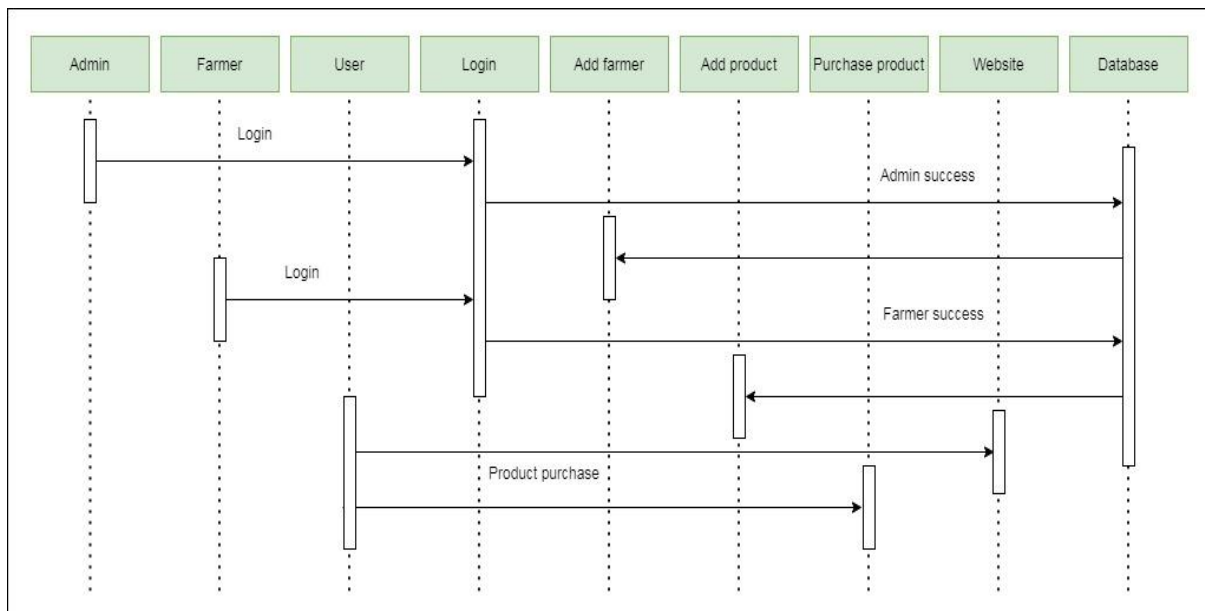 Admin
Farmer
User
Login
Add farmer
Add product
Purchase product
Website
Database
Login
Admin success
Login
Farmer success
Product purchase